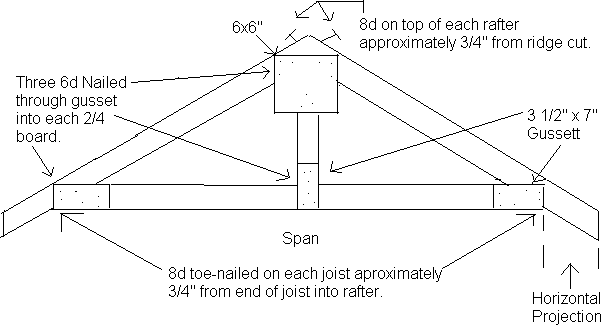 6x6"
8d on top of each rafter
approximately 3/4" from ridge cut.
Three 6d Nailed
through gusset
into each 2/4
board.
3 1/2" x 7"
Gussett
Span
8d toe-nailed on each joist aproximately
3/4" from end of joist into rafter.
Horizontal
Projection